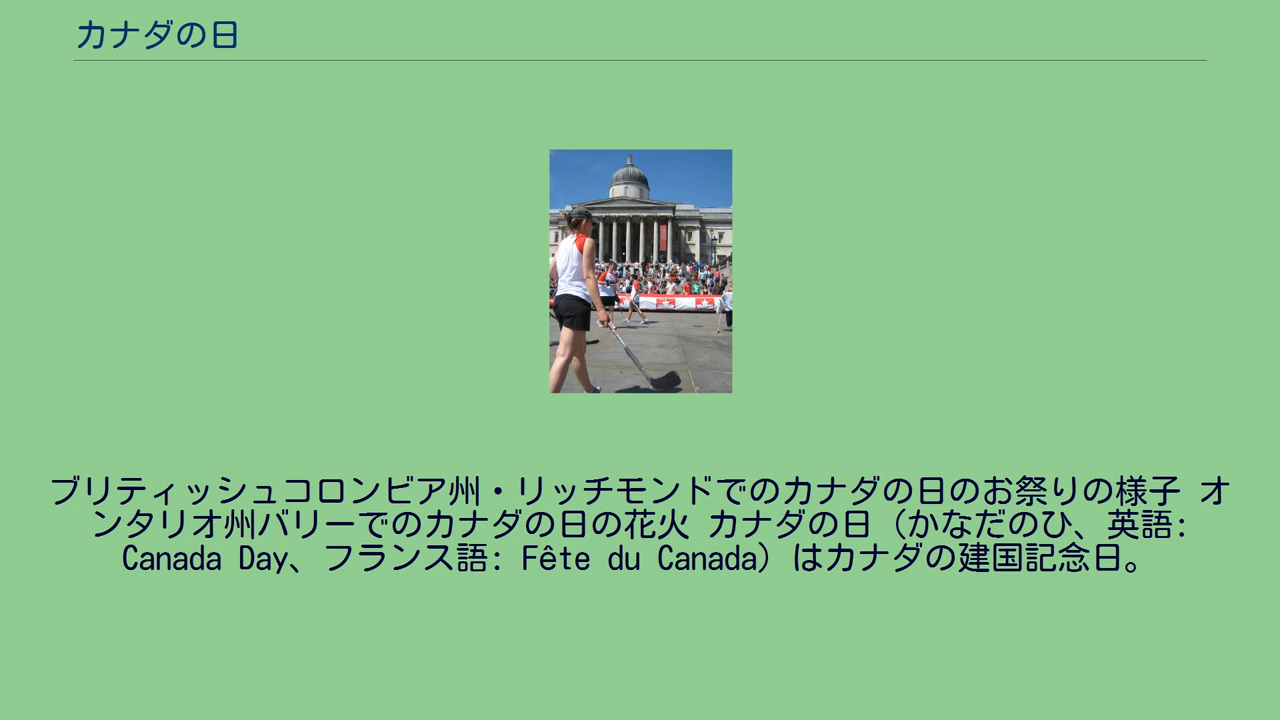 カナダの日
ブリティッシュコロンビア州・リッチモンドでのカナダの日のお祭りの様子 オ
ンタリオ州バリーでのカナダの日の花火 カナダの日（かなだのひ、英語:
Canada Day、フランス語: Fête du Canada）はカナダの建国記念日。